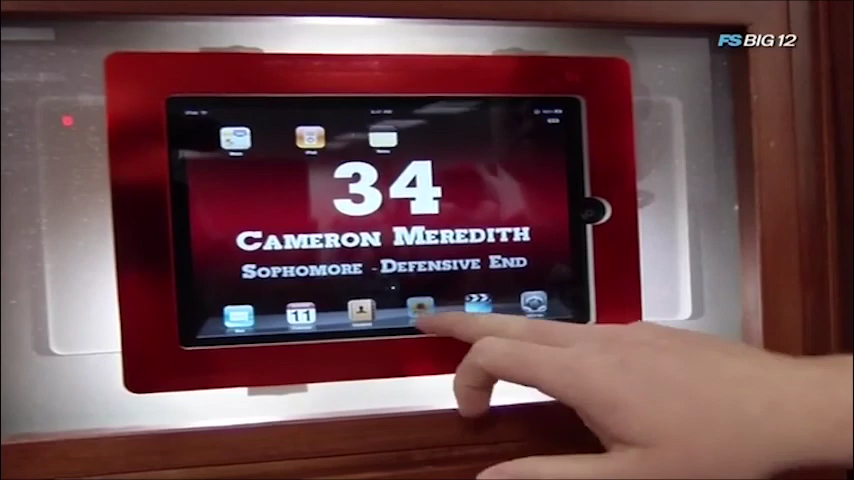 FS BIG 12
34
CAMERON MEREDITH
SOPHOMORE - DEFENSIVE END
11